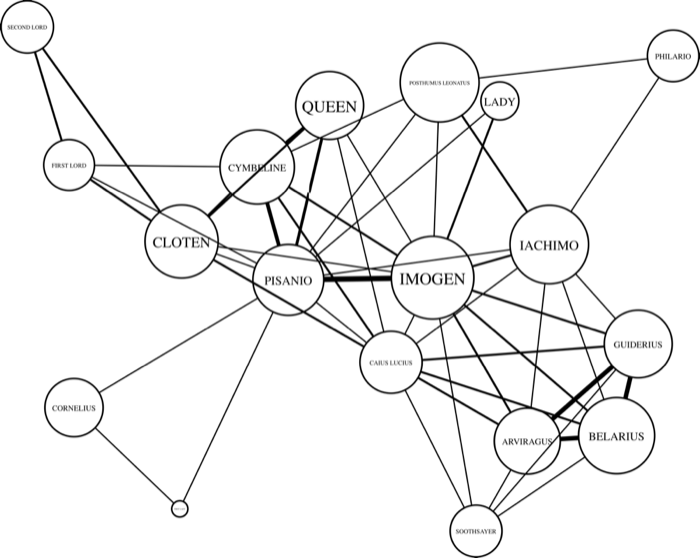 SECOND LORD
PHILARIO
POSTHUMUS LEONATUS
LADY
QUEEN
FIRST LORD
CYMBELINE
CLOTEN
IACHIMO
PISANIO
IMOGEN
GUIDERIUS
CAIUS LUCIUS
CORNELIUS
ARVIRAGUS
BELARIUS
SOOTHSAYER